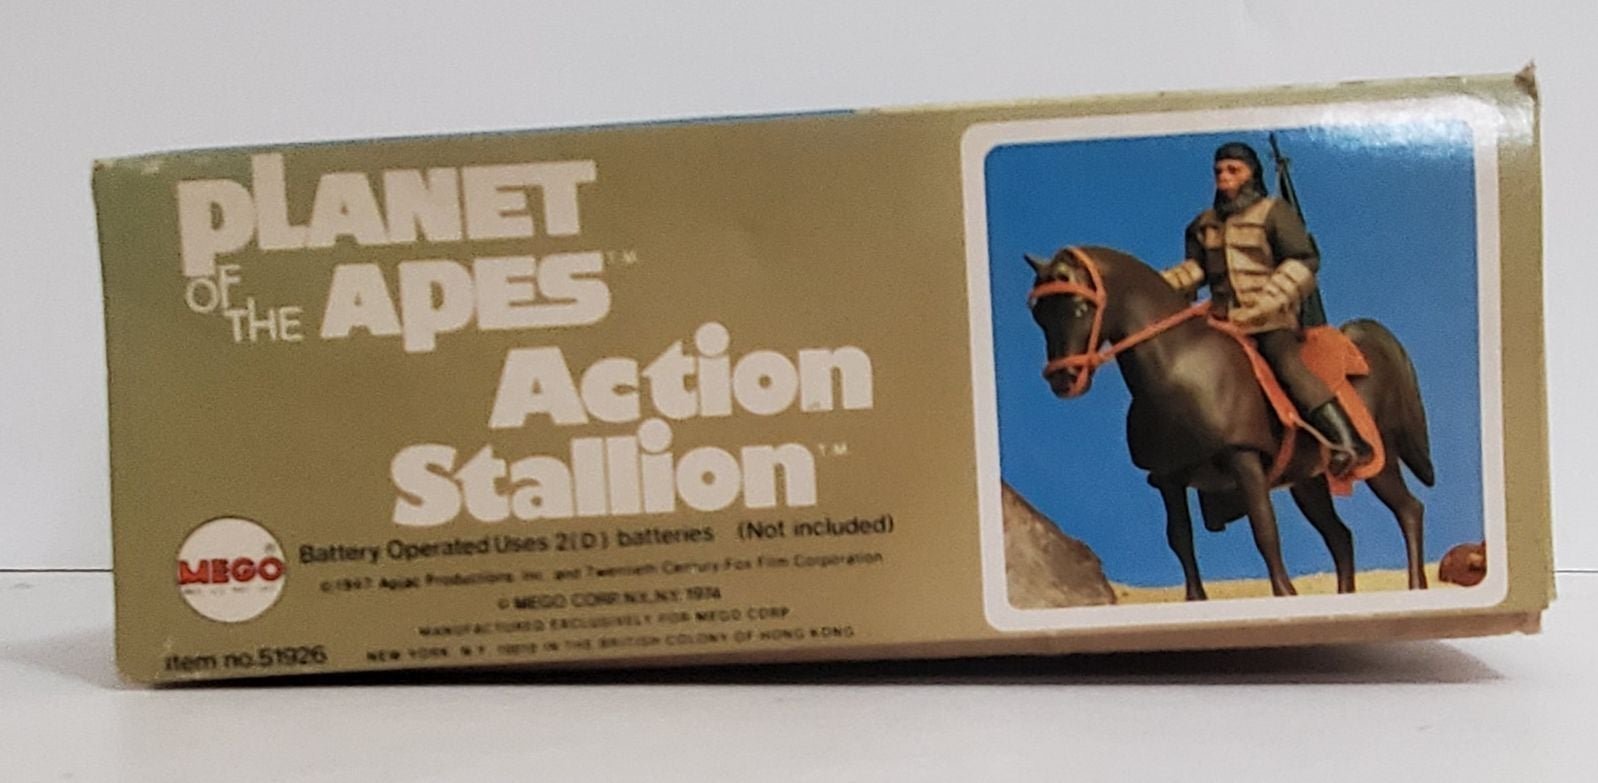 PLANET
OF THE APES™
Action
Stallion™
MEGO®
Battery Operated Uses 2(D) batteries (Not included)
© Apjac Productions Inc. and Twentieth Century-Fox Film Corporation
© MEGO CORP. N.Y., N.Y. 1974
MANUFACTURED EXCLUSIVELY FOR MEGO CORP
NEW YORK N.Y. 10010 IN THE BRITISH COLONY OF HONG KONG
Item no.51926